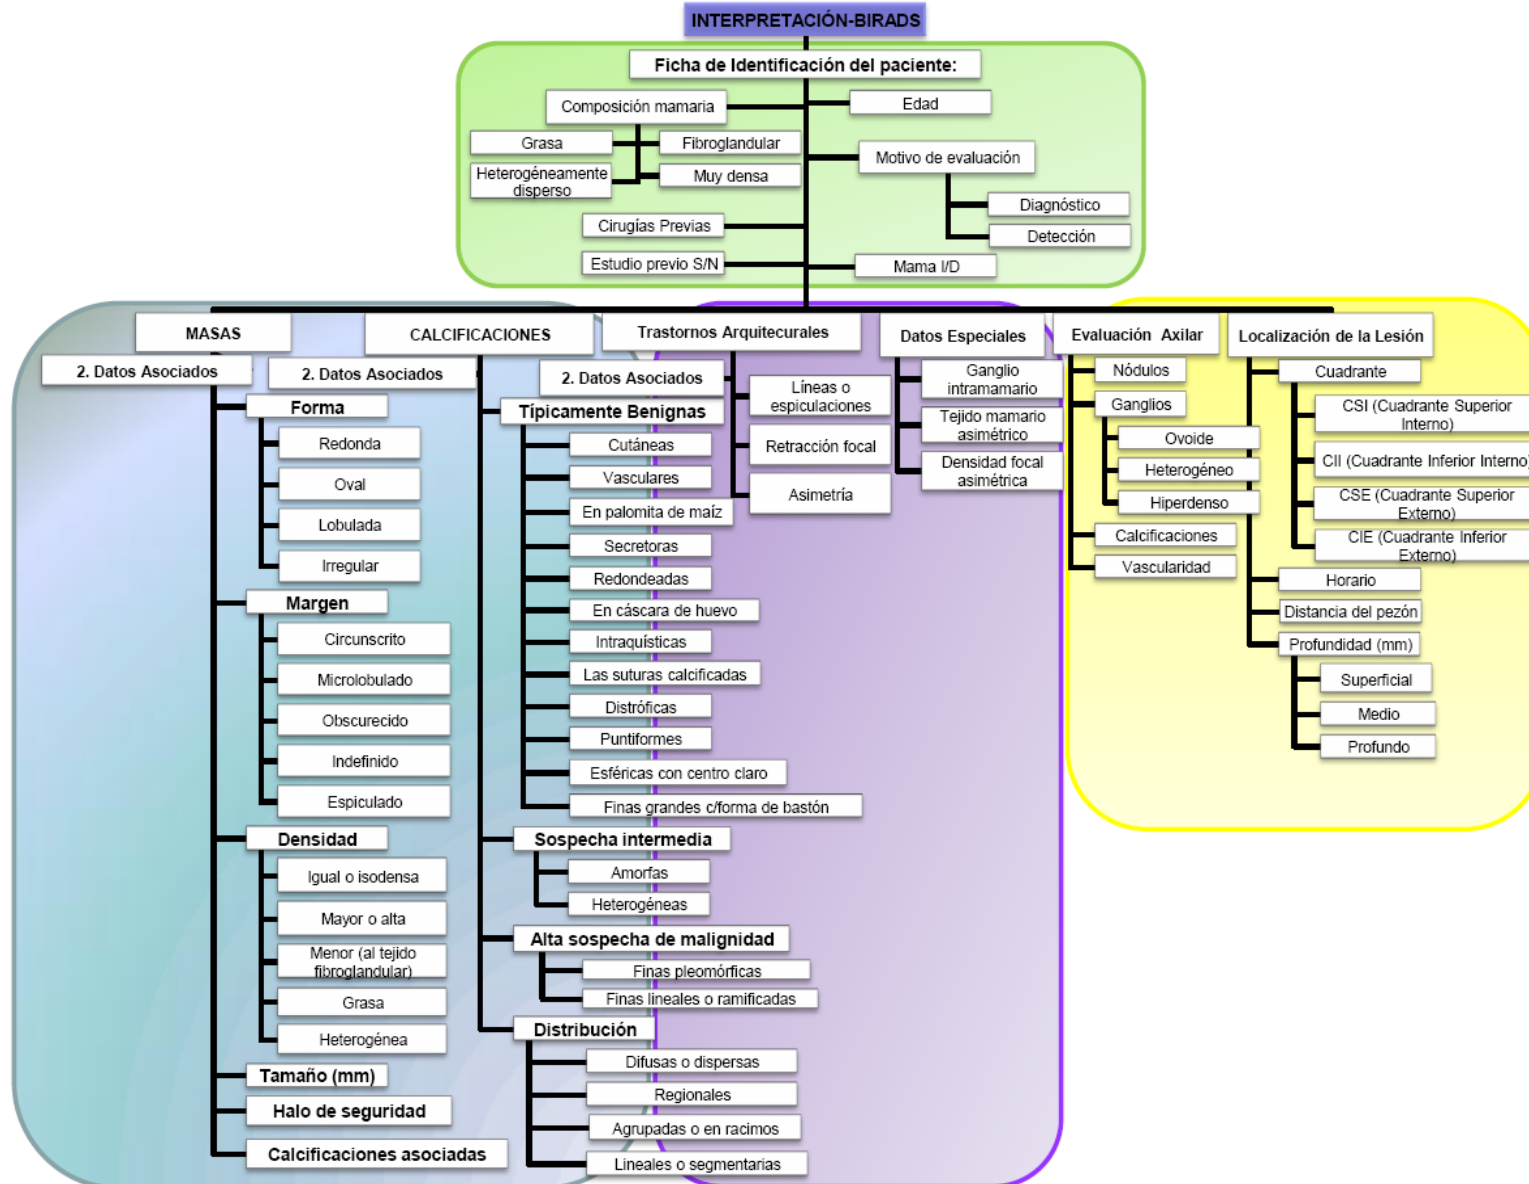 INTERPRETACIÓN-BIRADS
Ficha de Identificación del paciente:
Composición mamaria
Edad
Grasa
Fibroglandular
Heterogéneamente
disperso
Muy densa
Motivo de evaluación
Diagnóstico
Detección
Cirugías Previas
Estudio previo S/N
Mama I/D
MASAS
2. Datos Asociados
Forma
Redonda
Oval
Lobulada
Irregular
Margen
Circunscrito
Microlobulado
Obscurecido
Indefinido
Espiculado
Densidad
Igual o isodensa
Mayor o alta
Menor (al tejido
fibroglandular)
Grasa
Heterogénea
Tamaño (mm)
Halo de seguridad
Calcificaciones asociadas
CALCIFICACIONES
2. Datos Asociados
Típicamente Benignas
Cutáneas
Vasculares
En palomita de maíz
Secretoras
Redondeadas
En cáscara de huevo
Intraquísticas
Las suturas calcificadas
Distróficas
Puntiformes
Esféricas con centro claro
Finas grandes c/forma de bastón
Sospecha intermedia
Amorfas
Heterogéneas
Alta sospecha de malignidad
Finas pleomórficas
Finas lineales o ramificadas
Distribución
Difusas o dispersas
Regionales
Agrupadas o en racimos
Lineales o segmentarias
Trastornos Arquitecturales
2. Datos Asociados
Líneas o
espiculaciones
Retracción focal
Asimetría
Datos Especiales
Ganglio
intramamario
Tejido mamario
asimétrico
Densidad focal
asimétrica
Evaluación Axilar
Nódulos
Ganglios
Ovoide
Heterogéneo
Hiperdenso
Calcificaciones
Vascularidad
Localización de la Lesión
Cuadrante
CSI (Cuadrante Superior
Interno)
CII (Cuadrante Inferior Interno)
CSE (Cuadrante Superior
Externo)
CIE (Cuadrante Inferior
Externo)
Horario
Distancia del pezón
Profundidad (mm)
Superficial
Medio
Profundo